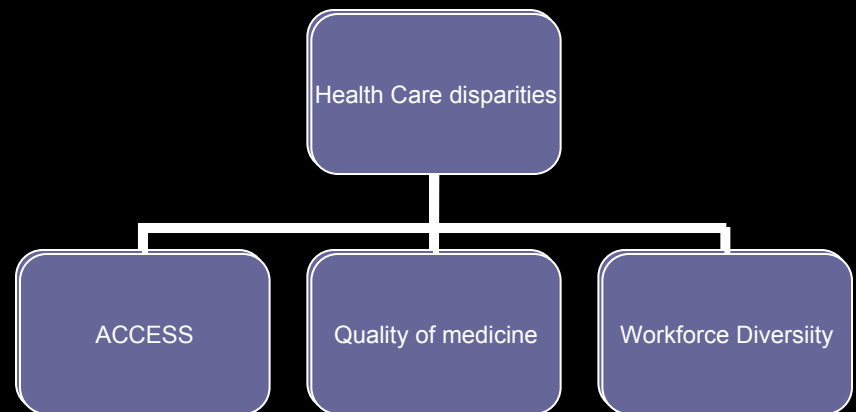 Health Care disparities
ACCESS
Quality of medicine
Workforce Diversiity